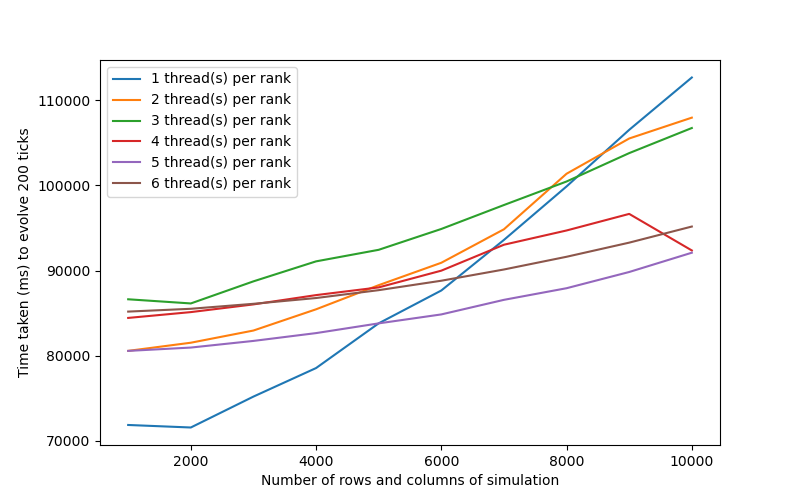 1 thread(s) per rank
2 thread(s) per rank
3 thread(s) per rank
4 thread(s) per rank
5 thread(s) per rank
6 thread(s) per rank
Time taken (ms) to evolve 200 ticks
110000
100000
90000
80000
70000
2000 4000 6000 8000 10000
Number of rows and columns of simulation